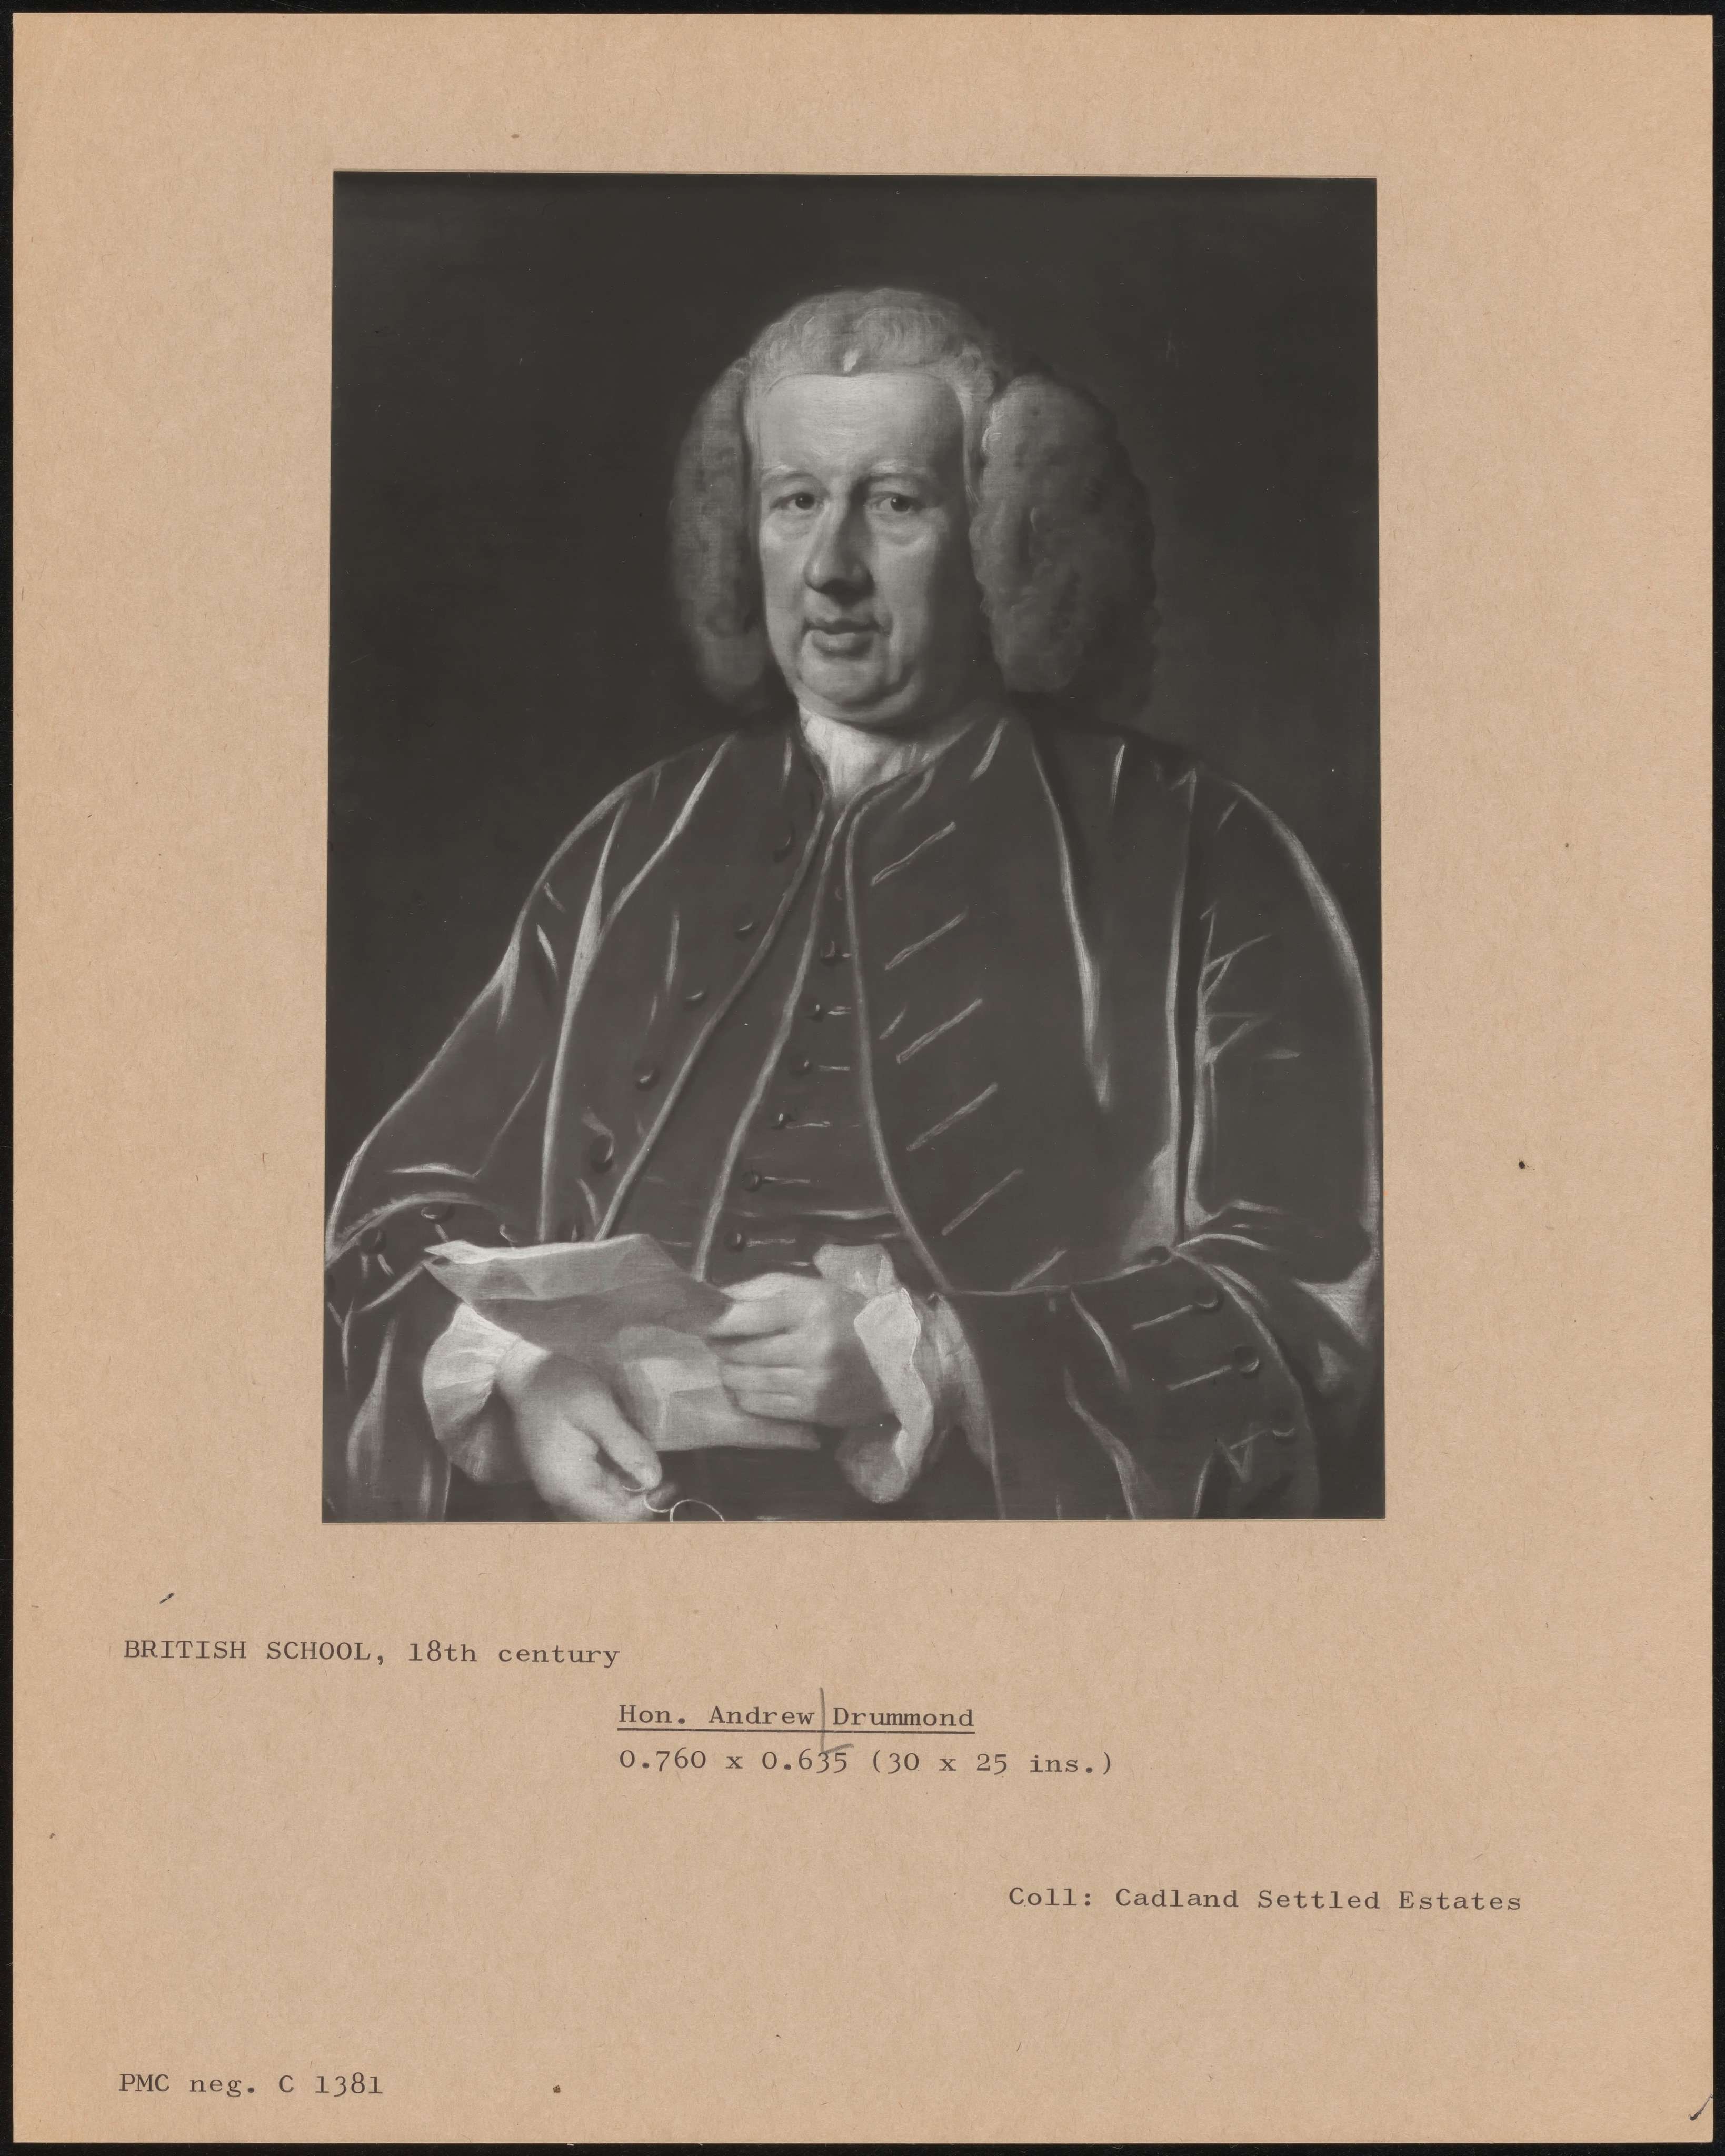 BRITISH SCHOOL, 18th century
Hon. Andrew Drummond
0.760 x 0.635 (30 x 25 ins.)
Coll: Cadland Settled Estates
PMC neg. C 1381